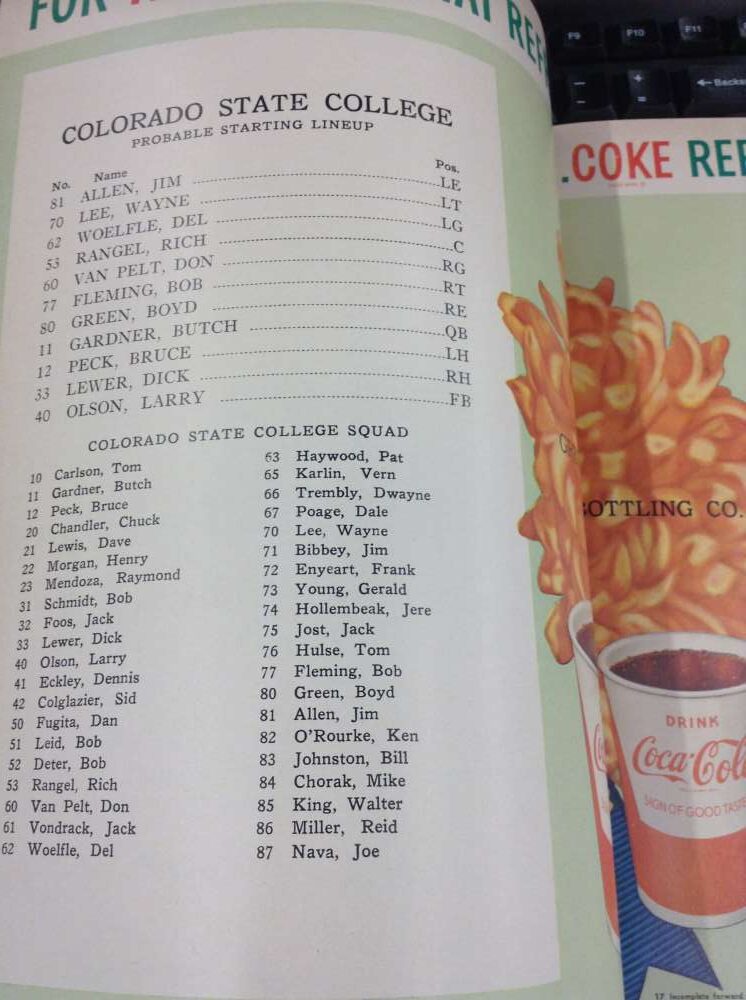 FOR
COLORADO STATE COLLEGE
PROBABLE STARTING LINEUP
No. Name Pos.
81 ALLEN, JIM LE
70 LEE, WAYNE LT
62 WOELFLE, DEL LG
53 RANGEL, RICH C
60 VAN PELT, DON RG
77 FLEMING, BOB RT
80 GREEN, BOYD RE
11 GARDNER, BUTCH QB
12 PECK, BRUCE LH
33 LEWER, DICK RH
40 OLSON, LARRY FB
COLORADO STATE COLLEGE SQUAD
10 Carlson, Tom
11 Gardner, Butch
12 Peck, Bruce
20 Chandler, Chuck
21 Lewis, Dave
22 Morgan, Henry
23 Mendoza, Raymond
31 Schmidt, Bob
32 Foos, Jack
33 Lewer, Dick
40 Olson, Larry
41 Eckley, Dennis
42 Colglazier, Sid
50 Fugita, Dan
51 Leid, Bob
52 Deter, Bob
53 Rangel, Rich
60 Van Pelt, Don
61 Vondrack, Jack
62 Woelfle, Del
63 Haywood, Pat
65 Karlin, Vern
66 Trembly, Dwayne
67 Poage, Dale
70 Lee, Wayne
71 Bibbey, Jim
72 Enyeart, Frank
73 Young, Gerald
74 Hollembeak, Jere
75 Jost, Jack
76 Hulse, Tom
77 Fleming, Bob
80 Green, Boyd
81 Allen, Jim
82 O'Rourke, Ken
83 Johnston, Bill
84 Chorak, Mike
85 King, Walter
86 Miller, Reid
87 Nava, Joe
F9 F10 F11
- + ← Backs
- =
.COKE REF
BOTTLING CO.
DRINK
Coca-Cola
SIGN OF GOOD TASTE
17 Incomplete forward